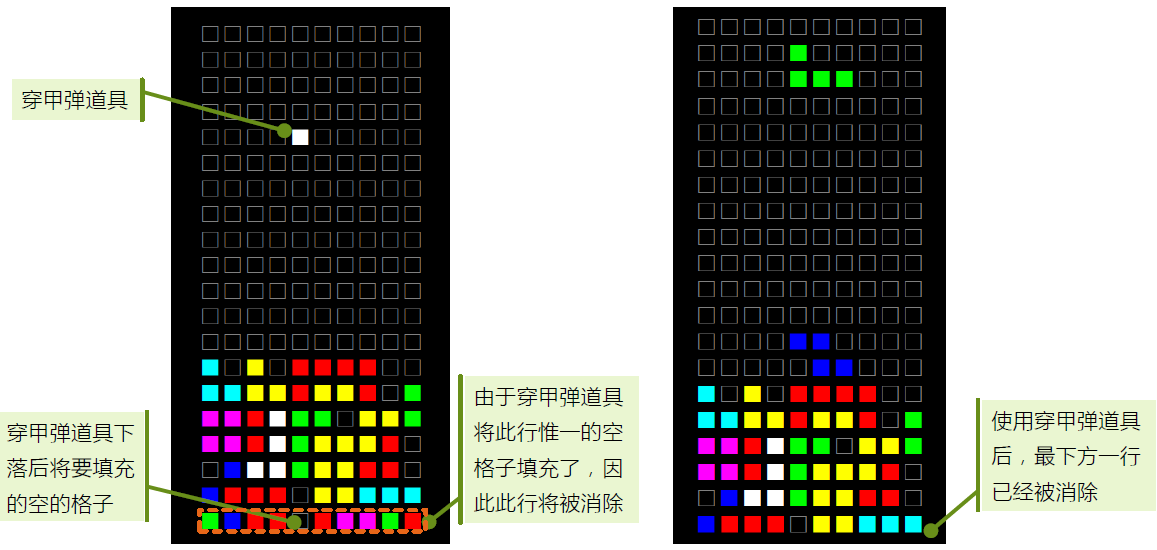 穿甲弹道具
穿甲弹道具下
落后将要填充
的空的格子
由于穿甲弹道具
将此行惟一的空
格子填充了，因
此此行将被消除
使用穿甲弹道具
后，最下方一行
已经被消除